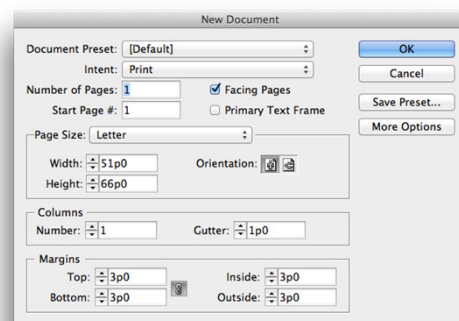 New Document
Document Preset: [Default]
OK
Intent: Print
Cancel
Number of Pages: 1
Facing Pages
Save Preset...
Start Page #: 1
Primary Text Frame
More Options
Page Size: Letter
Width: 51p0
Orientation:
Height: 66p0
Columns
Number: 1
Gutter: 1p0
Margins
Top: 3p0
Inside: 3p0
Bottom: 3p0
Outside: 3p0